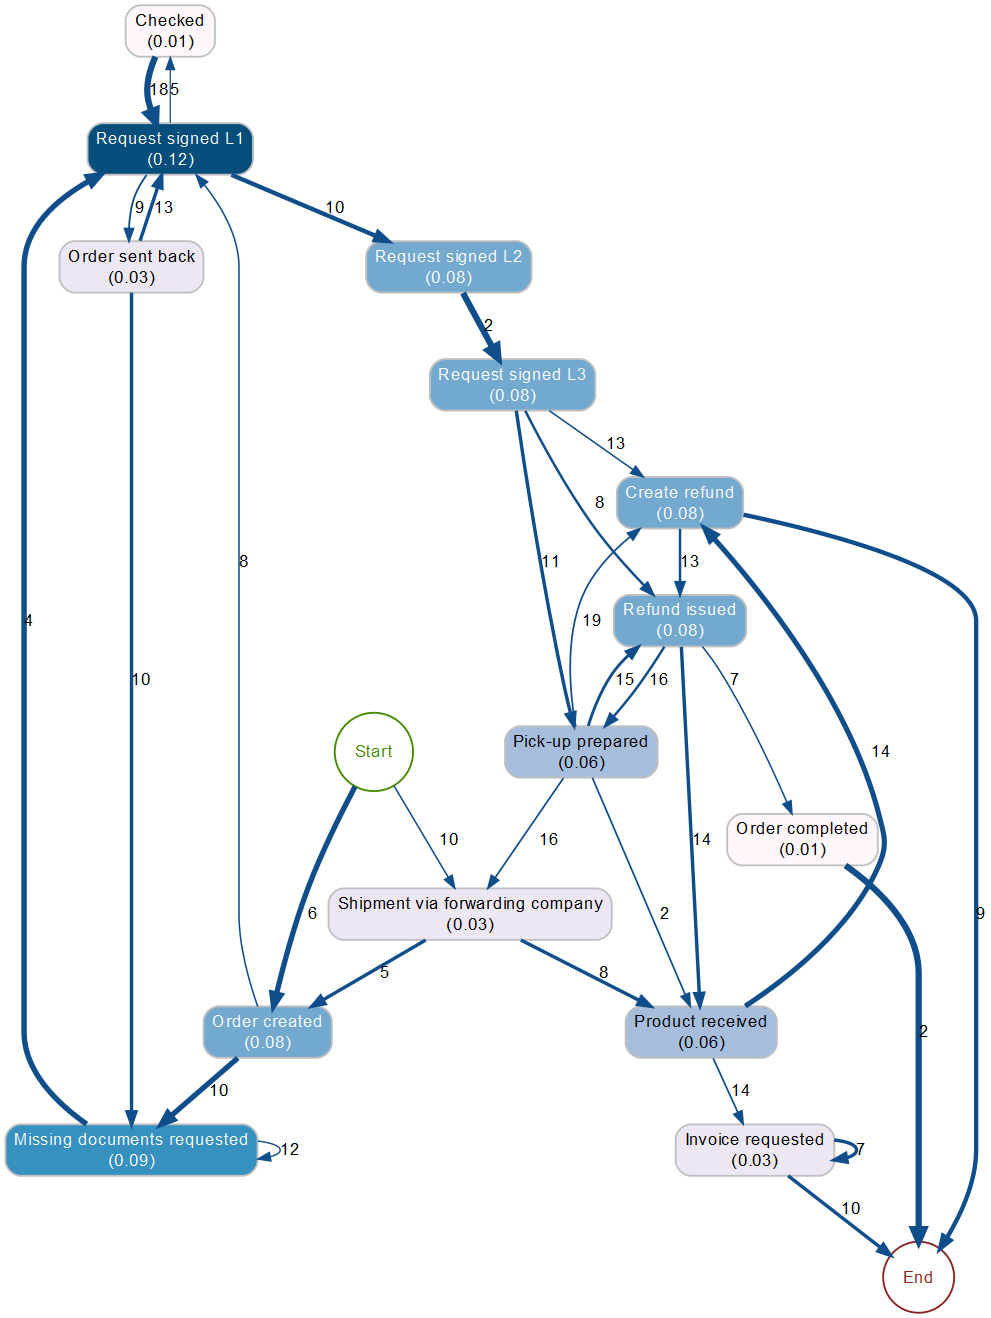 Checked
(0.01)
18
5
Request signed L1
(0.12)
9
13
10
Order sent back
(0.03)
Request signed L2
(0.08)
2
Request signed L3
(0.08)
13
8
11
Create refund
(0.08)
8
13
19
4
Refund issued
(0.08)
10
15
16
7
Start
Pick-up prepared
(0.06)
14
10
16
14
Order completed
(0.01)
Shipment via forwarding company
(0.03)
6
2
9
5
8
Order created
(0.08)
Product received
(0.06)
2
10
14
Missing documents requested
(0.09)
12
Invoice requested
(0.03)
7
10
End